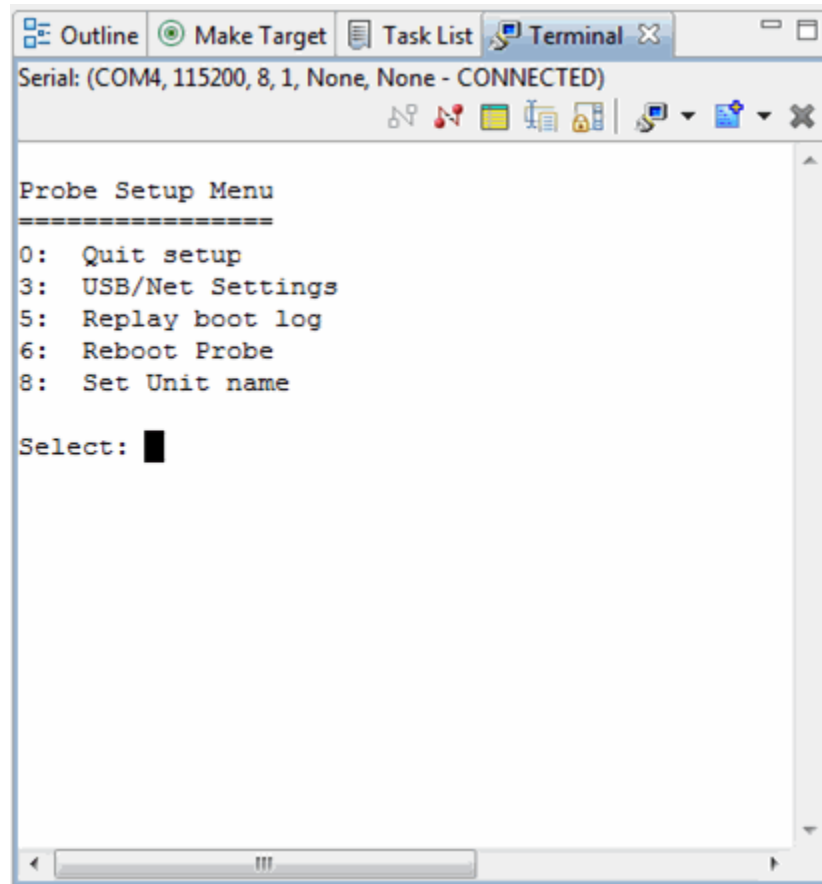 Outline Make Target Task List Terminal
Serial: (COM4, 115200, 8, 1, None, None - CONNECTED)
Probe Setup Menu
================
0: Quit setup
3: USB/Net Settings
5: Replay boot log
6: Reboot Probe
8: Set Unit name
Select: